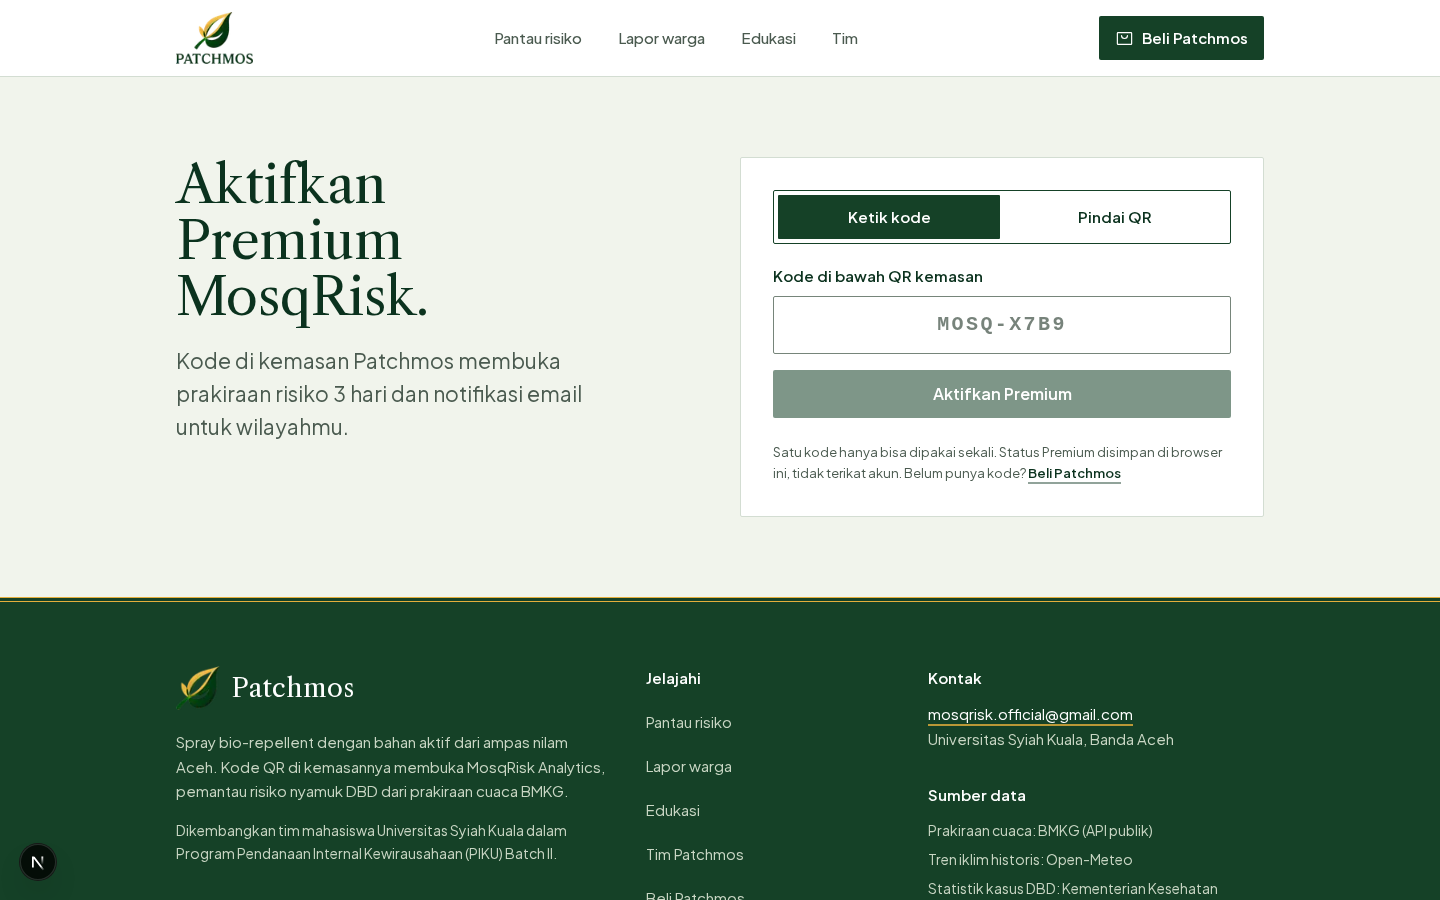 PATCHMOS
Pantau risiko
Lapor warga
Edukasi
Tim
Beli Patchmos
Aktifkan
Premium
MosqRisk.
Kode di kemasan Patchmos membuka
prakiraan risiko 3 hari dan notifikasi email
untuk wilayahmu.
Ketik kode
Pindai QR
Kode di bawah QR kemasan
MOSQ-X7B9
Aktifkan Premium
Satu kode hanya bisa dipakai sekali. Status Premium disimpan di browser
ini, tidak terikat akun. Belum punya kode? Beli Patchmos
Patchmos
Spray bio-repellent dengan bahan aktif dari ampas nilam
Aceh. Kode QR di kemasannya membuka MosqRisk Analytics,
pemantau risiko nyamuk DBD dari prakiraan cuaca BMKG.
Dikembangkan tim mahasiswa Universitas Syiah Kuala dalam
Program Pendanaan Internal Kewirausahaan (PIKU) Batch II.
Jelajahi
Pantau risiko
Lapor warga
Edukasi
Tim Patchmos
Beli Patchmos
Kontak
mosqrisk.official@gmail.com
Universitas Syiah Kuala, Banda Aceh
Sumber data
Prakiraan cuaca: BMKG (API publik)
Tren iklim historis: Open-Meteo
Statistik kasus DBD: Kementerian Kesehatan
N